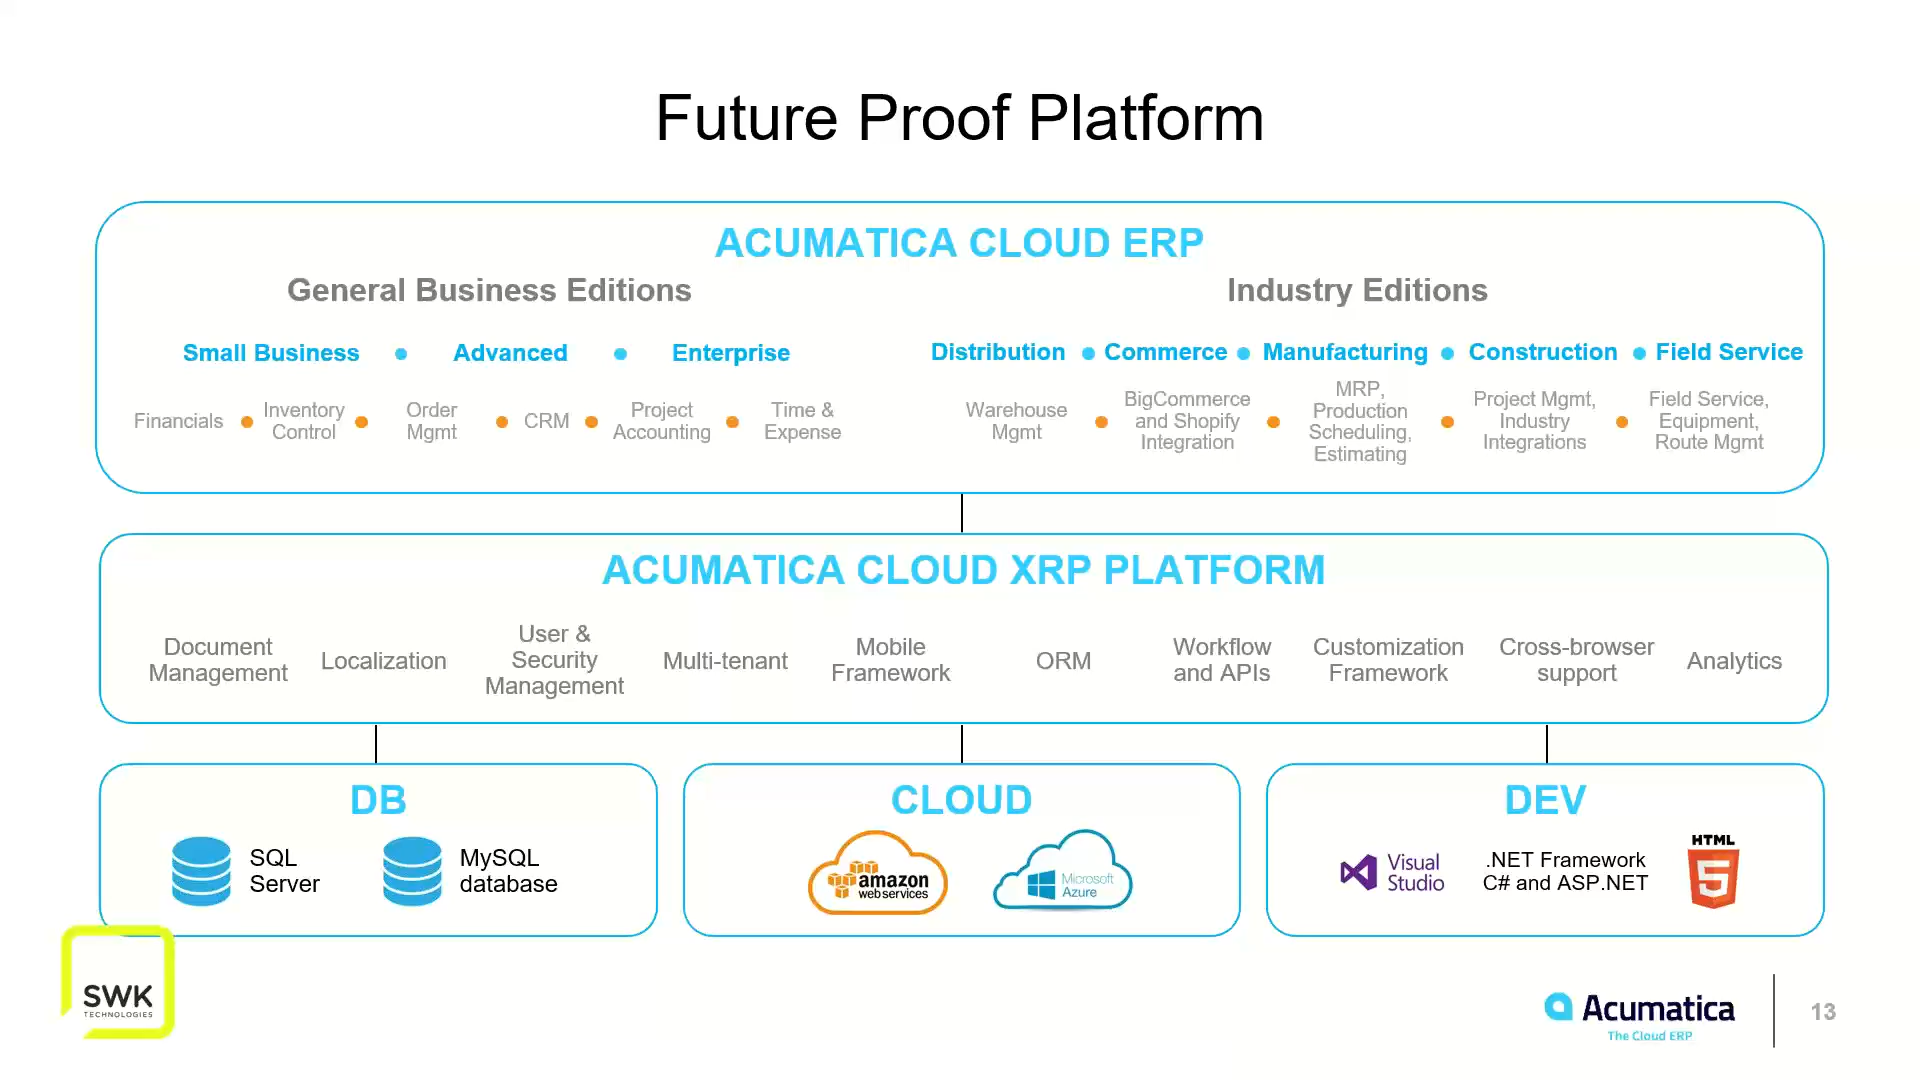 Future Proof Platform
ACUMATICA CLOUD ERP
General Business Editions
Industry Editions
Small Business
Advanced
Enterprise
Distribution
Commerce
Manufacturing
Construction
Field Service
Financials
Inventory
Control
Order
Mgmt
CRM
Project
Accounting
Time &
Expense
Warehouse
Mgmt
BigCommerce
and Shopify
Integration
MRP,
Production
Scheduling,
Estimating
Project Mgmt,
Industry
Integrations
Field Service,
Equipment,
Route Mgmt
ACUMATICA CLOUD XRP PLATFORM
Document
Management
Localization
User &
Security
Management
Multi-tenant
Mobile
Framework
ORM
Workflow
and APIs
Customization
Framework
Cross-browser
support
Analytics
DB
SQL
Server
MySQL
database
CLOUD
amazon
web services
Microsoft
Azure
DEV
Visual
Studio
.NET Framework
C# and ASP.NET
HTML
5
SWK
TECHNOLOGIES
Acumatica
The Cloud ERP
13